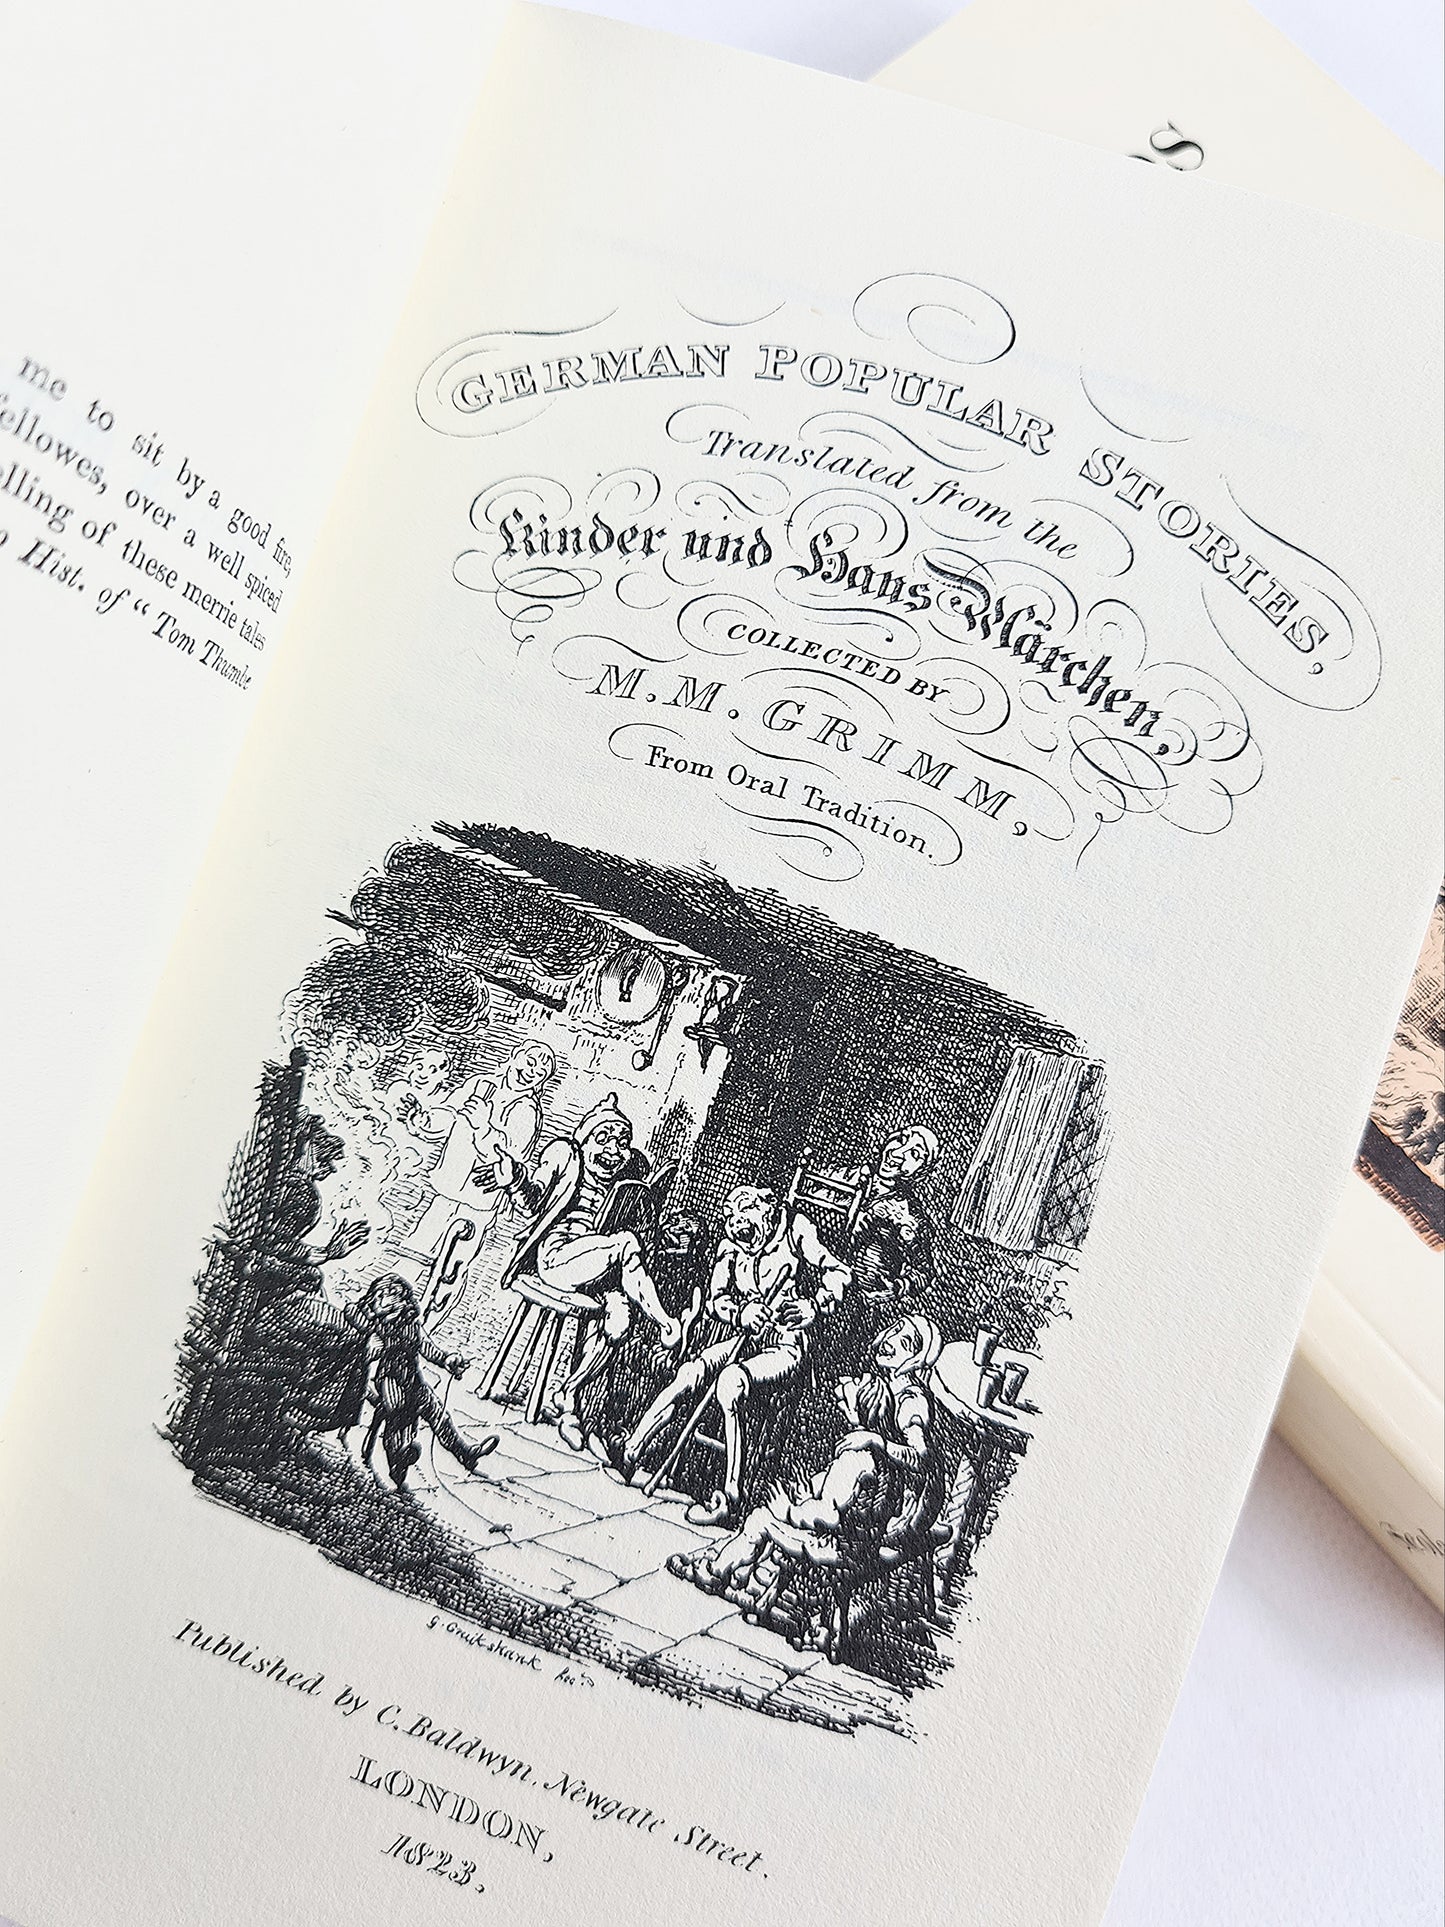 me to sit by a good fire,
fellowes, over a well spiced
elling of these merrie tales
Hist. of “Tom Thumbe
S
GERMAN POPULAR STORIES,
Translated from the
Kinder und Haus Märchen,
COLLECTED BY
M.M. GRIMM,
From Oral Tradition.
G. Cruikshank fecᵗ
Published by C. Baldwyn, Newgate Street.
LONDON,
1823.